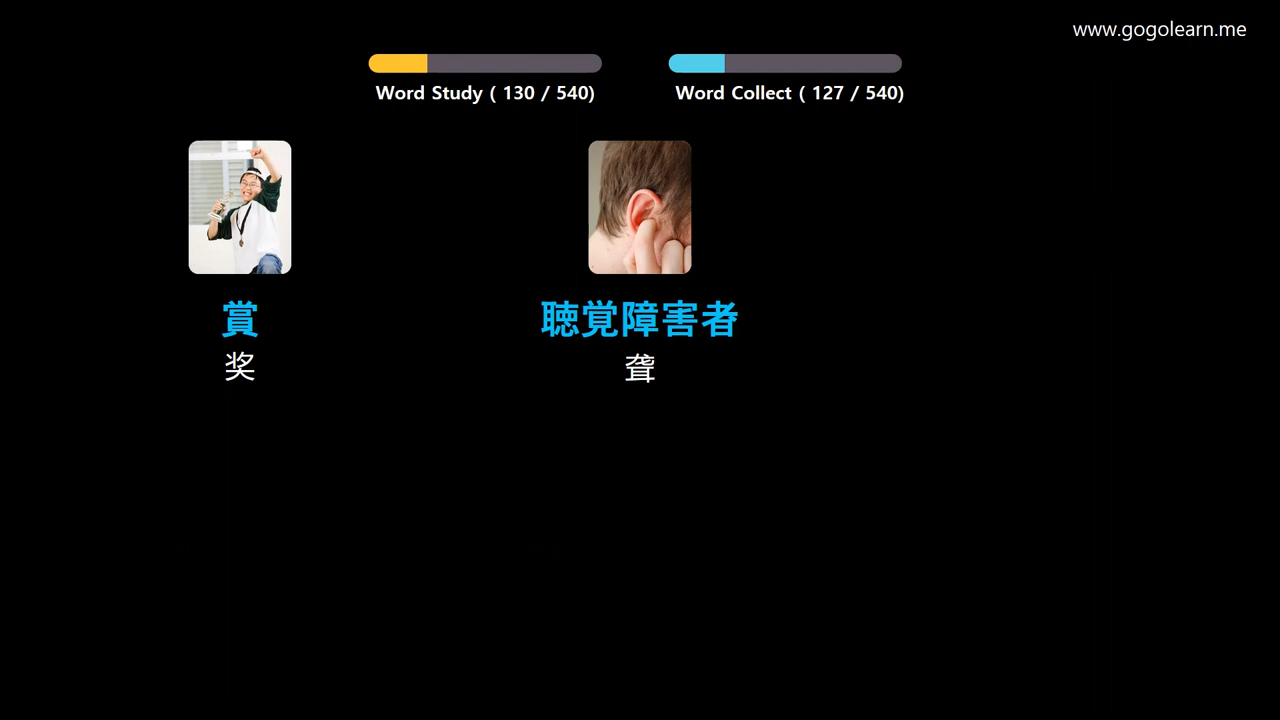 www.gogolearn.me
Word Study ( 130 / 540)
Word Collect ( 127 / 540)
賞
奖
聴覚障害者
聋